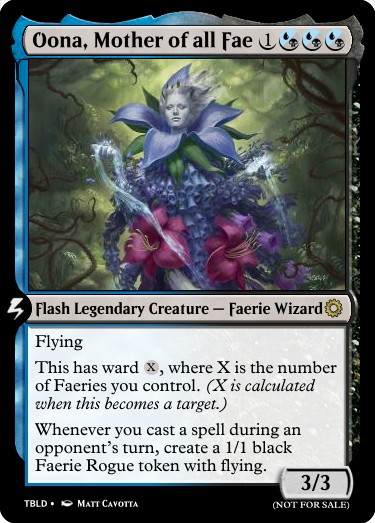 Oona, Mother of all Fae 1
Flash Legendary Creature — Faerie Wizard
Flying
This has ward X, where X is the number
of Faeries you control. (X is calculated
when this becomes a target.)
Whenever you cast a spell during an
opponent's turn, create a 1/1 black
Faerie Rogue token with flying.
3/3
TBLD • Matt Cavotta
(NOT FOR SALE)